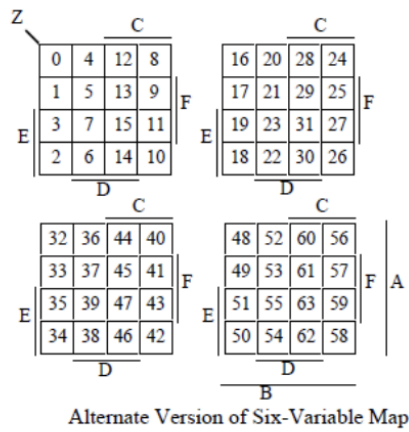 Z
C C
0 4 12 8 16 20 28 24
1 5 13 9 17 21 29 25
F F
3 7 15 11 19 23 31 27
E E
2 6 14 10 18 22 30 26
D D
C C
32 36 44 40 48 52 60 56
33 37 45 41 49 53 61 57
F F A
35 39 47 43 51 55 63 59
E E
34 38 46 42 50 54 62 58
D D
B
Alternate Version of Six-Variable Map